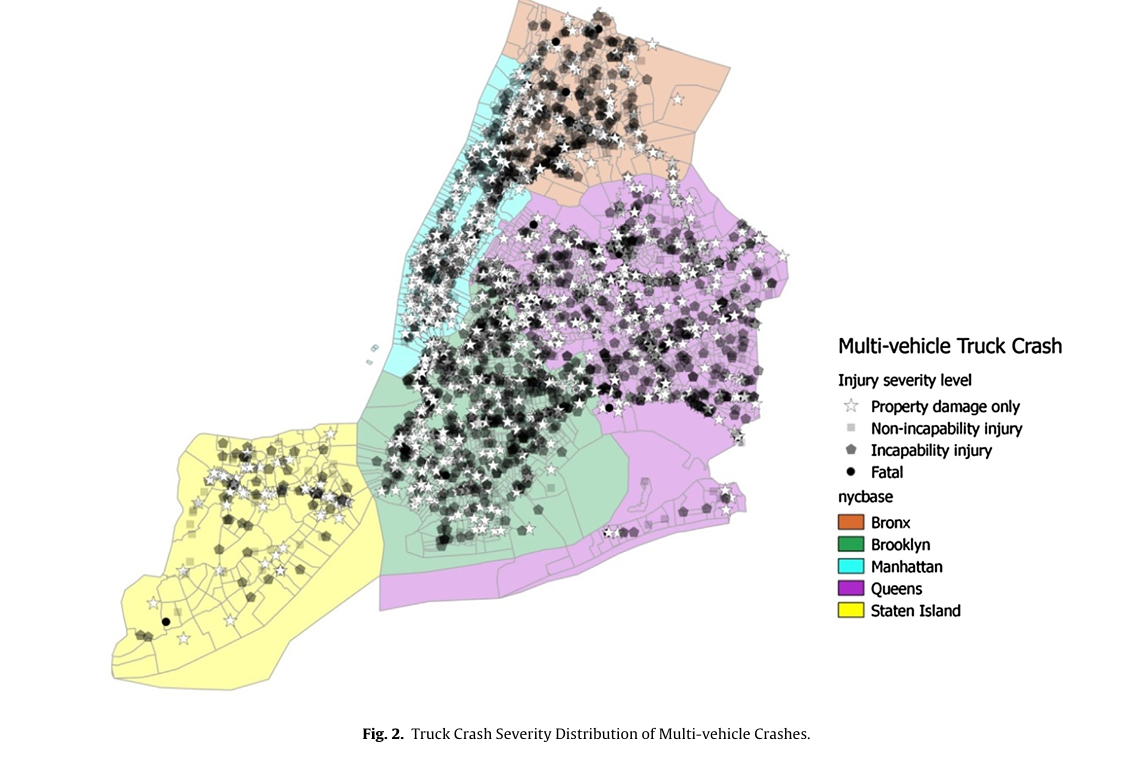 Multi-vehicle Truck Crash
Injury severity level
Property damage only
Non-incapability injury
Incapability injury
Fatal
nycbase
Bronx
Brooklyn
Manhattan
Queens
Staten Island
Fig. 2. Truck Crash Severity Distribution of Multi-vehicle Crashes.